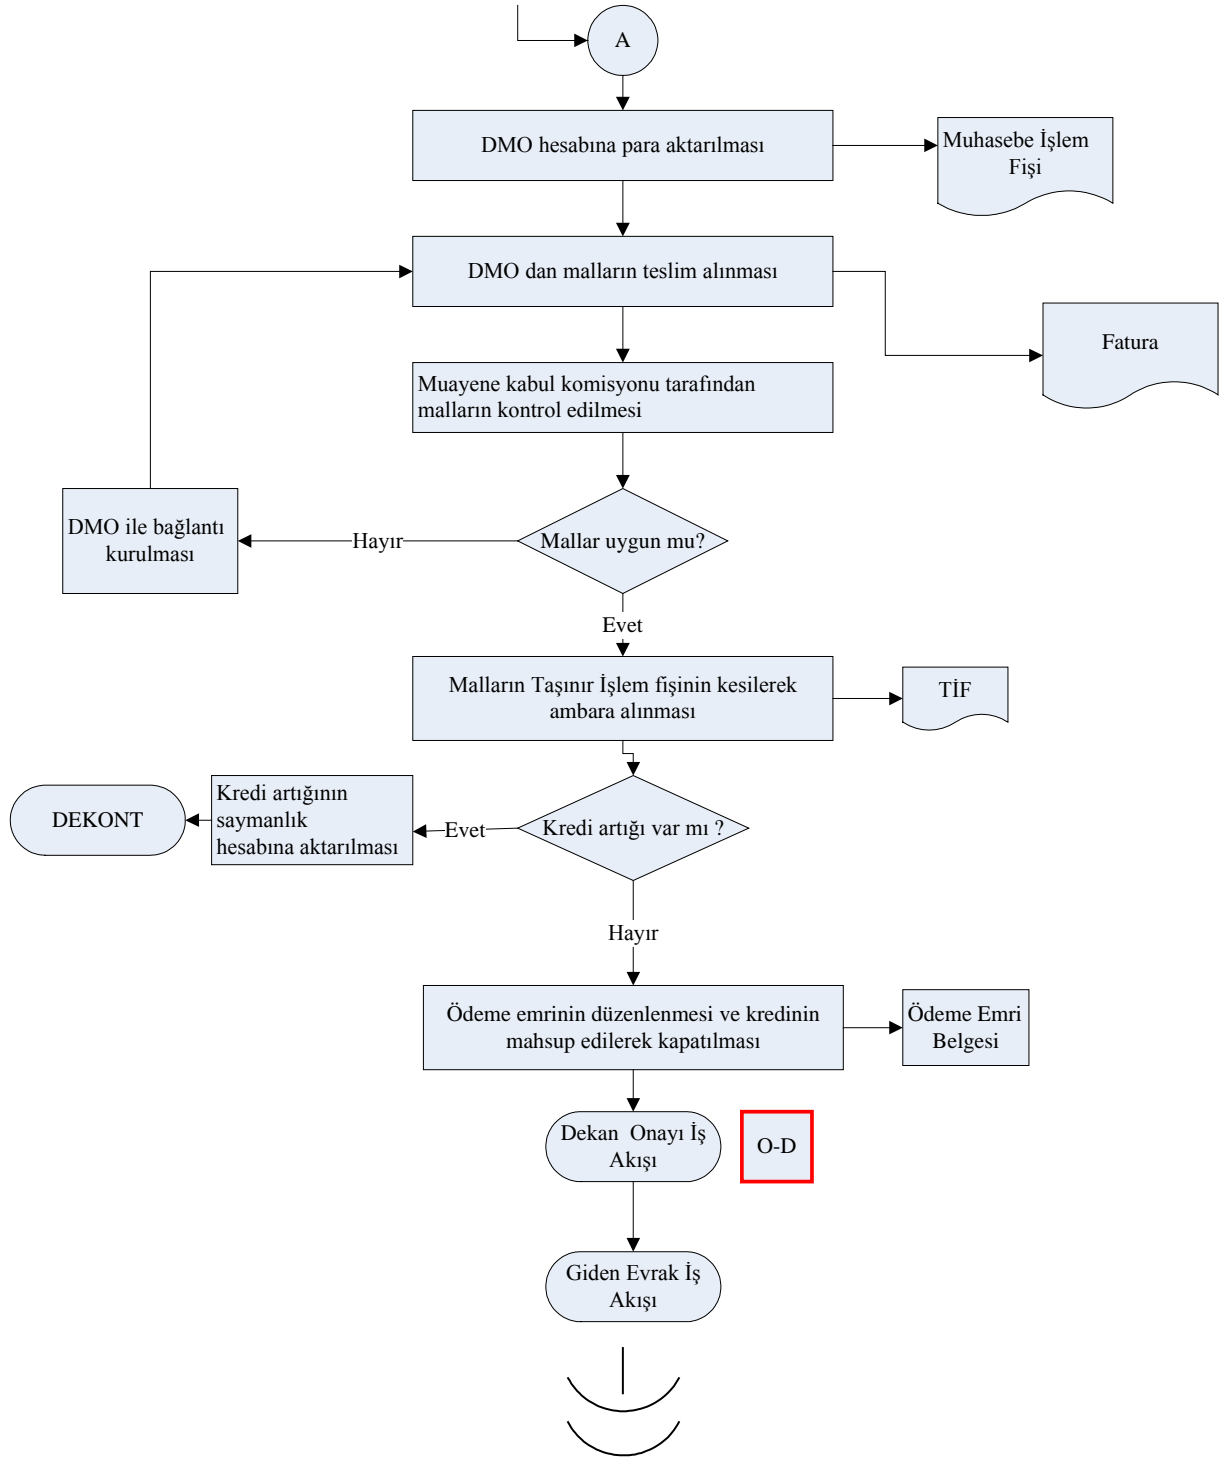 A
DMO hesabına para aktarılması
Muhasebe İşlem
Fişi
DMO dan malların teslim alınması
Fatura
Muayene kabul komisyonu tarafından
malların kontrol edilmesi
DMO ile bağlantı
kurulması
Hayır
Mallar uygun mu?
Evet
Malların Taşınır İşlem fişinin kesilerek
ambara alınması
TİF
DEKONT
Kredi artığının
saymanlık
hesabına aktarılması
Evet
Kredi artığı var mı ?
Hayır
Ödeme emrinin düzenlenmesi ve kredinin
mahsup edilerek kapatılması
Ödeme Emri
Belgesi
Dekan  Onayı İş
Akışı
O-D
Giden Evrak İş
Akışı